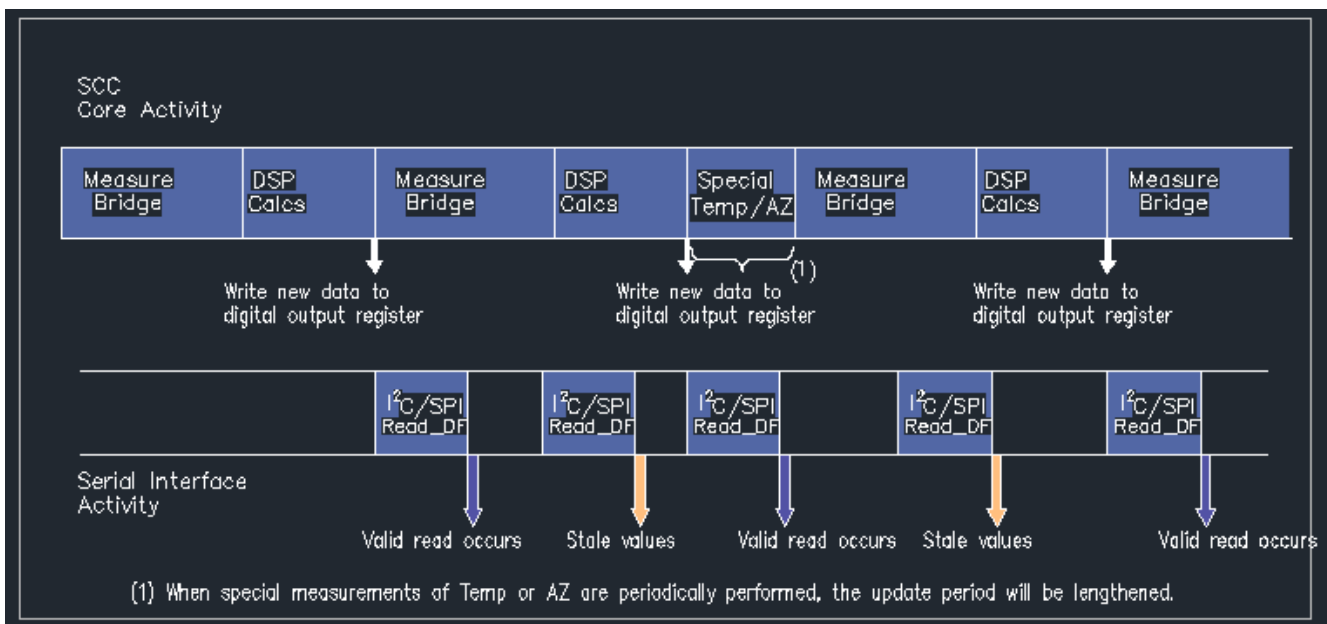 SCC
Core Activity
Measure
Bridge
DSP
Calcs
Measure
Bridge
DSP
Calcs
Special
Temp/AZ
Measure
Bridge
DSP
Calcs
Measure
Bridge
(1)
Write new data to
digital output register
Write new data to
digital output register
Write new data to
digital output register
I²C/SPI
Read_DF
I²C/SPI
Read_DF
I²C/SPI
Read_DF
I²C/SPI
Read_DF
I²C/SPI
Read_DF
Serial Interface
Activity
Valid read occurs
Stale values
Valid read occurs
Stale values
Valid read occurs
(1) When special measurements of Temp or AZ are periodically performed, the update period will be lengthened.